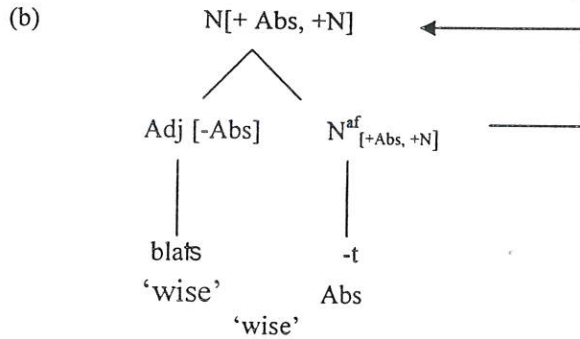 (b) N[+ Abs, +N]
Adj [-Abs] N^af [+Abs, +N]
blats -t
‘wise’ Abs
‘wise’